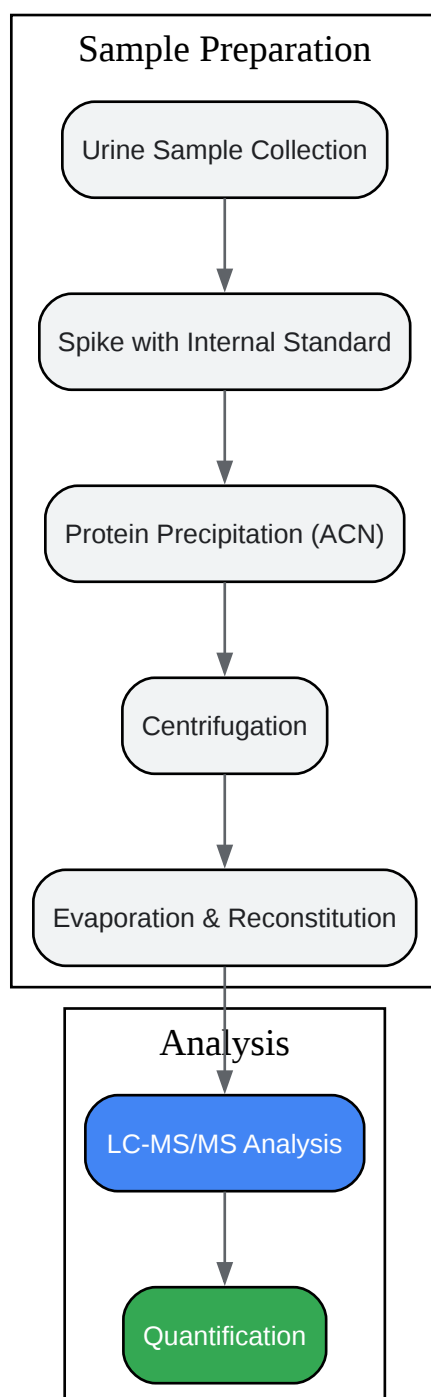 Sample Preparation
Urine Sample Collection
Spike with Internal Standard
Protein Precipitation (ACN)
Centrifugation
Evaporation & Reconstitution
Analysis
LC-MS/MS Analysis
Quantification